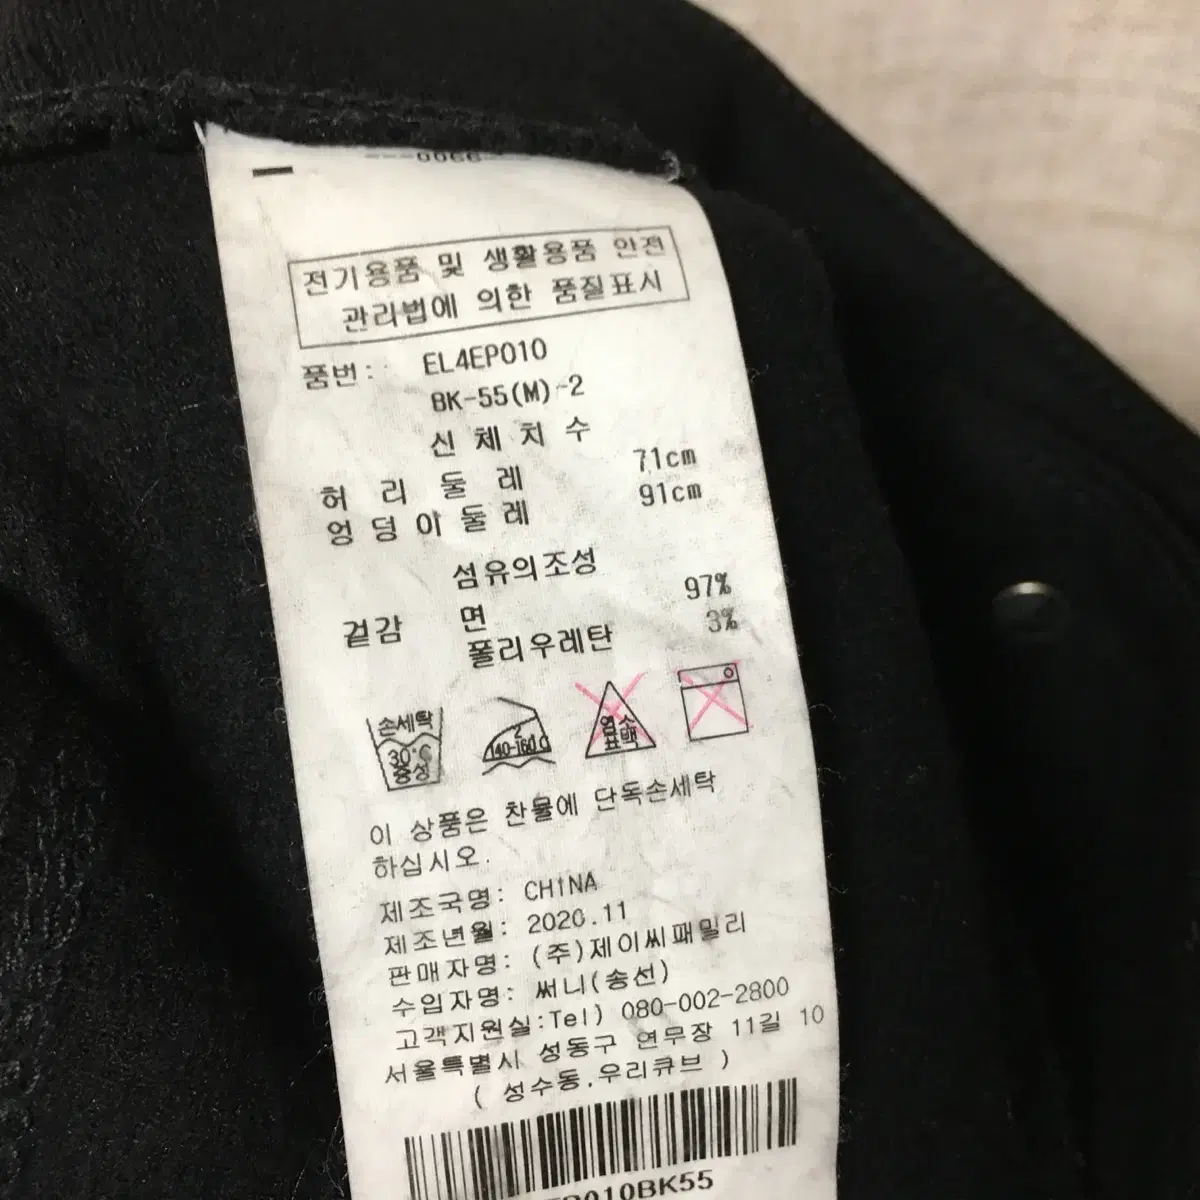 전기용품 및 생활용품 안전
관리법에 의한 품질표시
품번: EL4EP010
BK-55(M)-2
신 체 치 수
허 리 둘 레 71cm
엉 덩 이 둘 레 91cm
섬유의조성
겉감 면 97%
폴리우레탄 3%
손세탁
30°C
중성
2
140-160℃
염소
표백
이 상품은 찬물에 단독손세탁
하십시오.
제조국명: CHINA
제조년월: 2020.11
판매자명: (주)제이씨패밀리
수입자명: 써니(송선)
고객지원실:Tel) 080-002-2800
서울특별시 성동구 연무장 11길 10
( 성수동,우리큐브 )
P010BK55